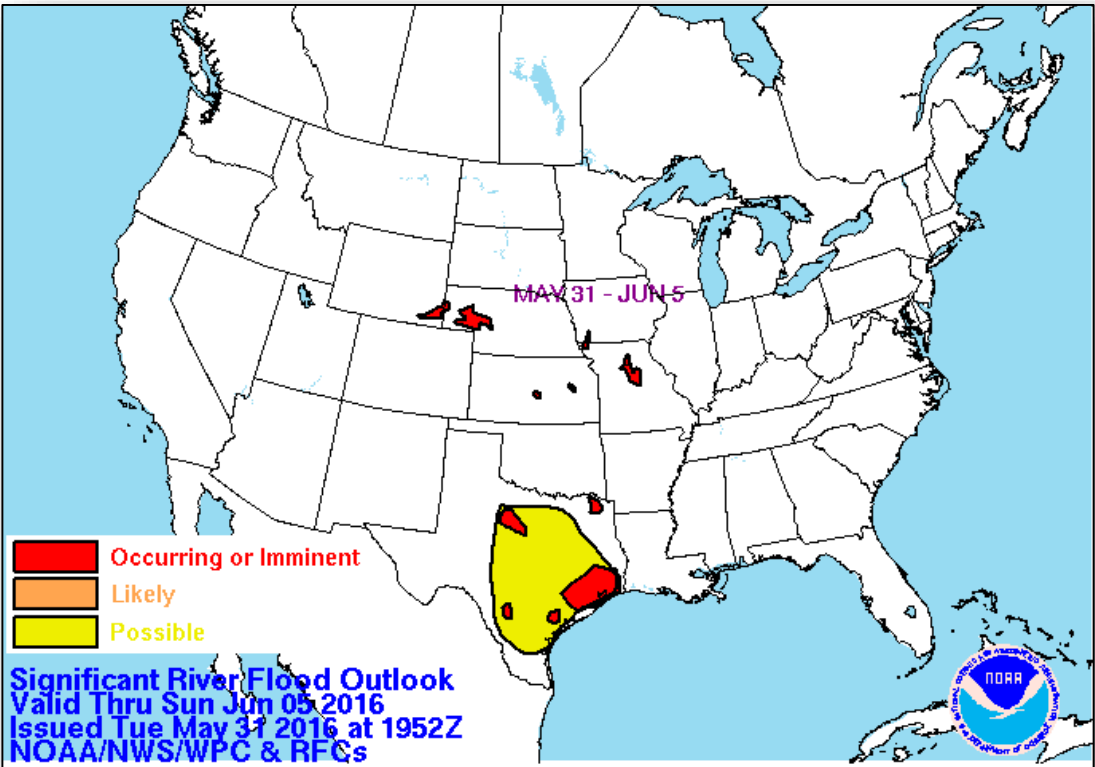 MAY 31 - JUN 5
Occurring or Imminent
Likely
Possible
Significant River Flood Outlook
Valid Thru Sun Jun 05 2016
Issued Tue May 31 2016 at 1952Z
NOAA/NWS/WPC & RFCs
NOAA